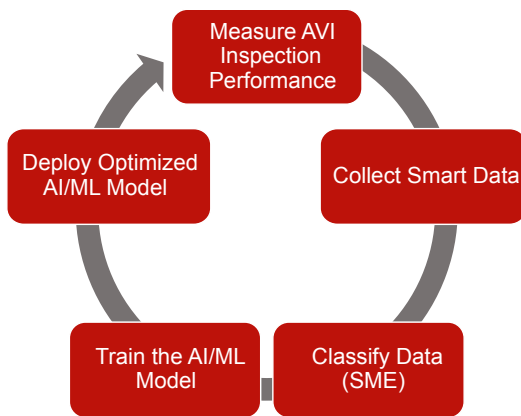 Measure AVI
Inspection
Performance
Collect Smart Data
Classify Data
(SME)
Train the AI/ML
Model
Deploy Optimized
AI/ML Model